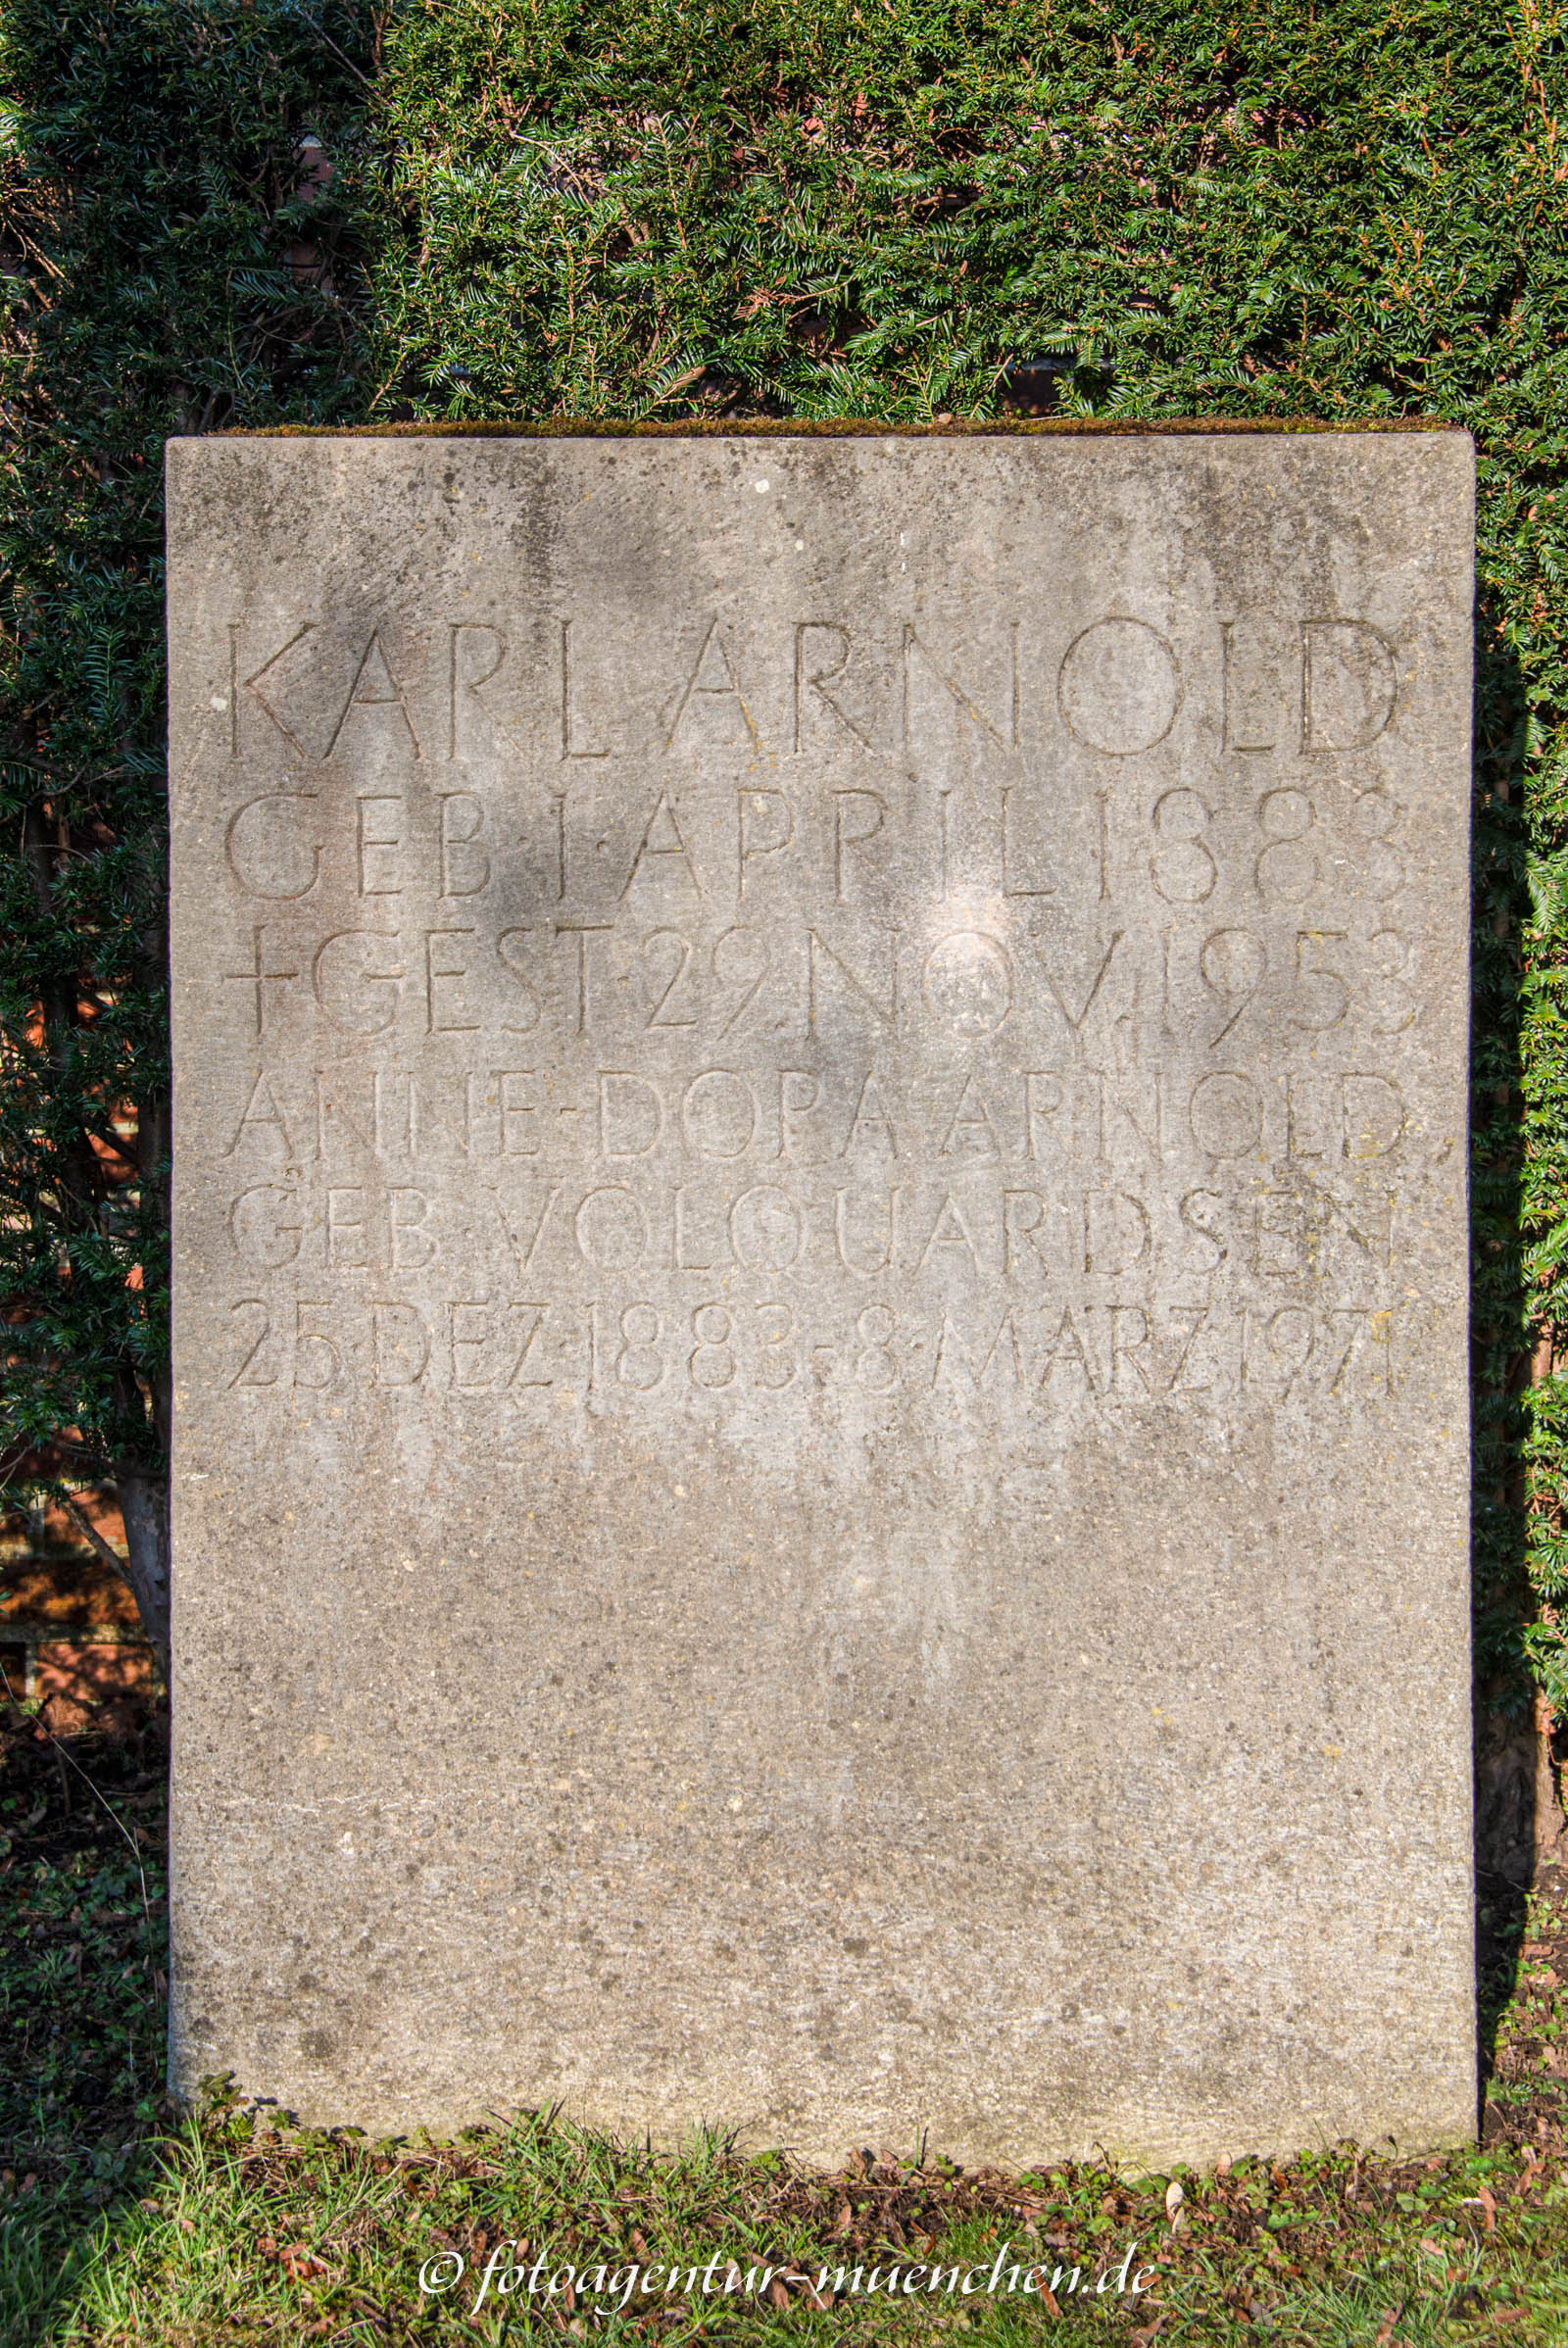 KARL ARNOLD
GEB·1·APRIL 1883
+GEST·29.NOV.1953
ANNE-DORA ARNOLD
GEB·VOLQUARDSEN
25·DEZ·1883-8·MÄRZ 1971
© fotoagentur-muenchen.de